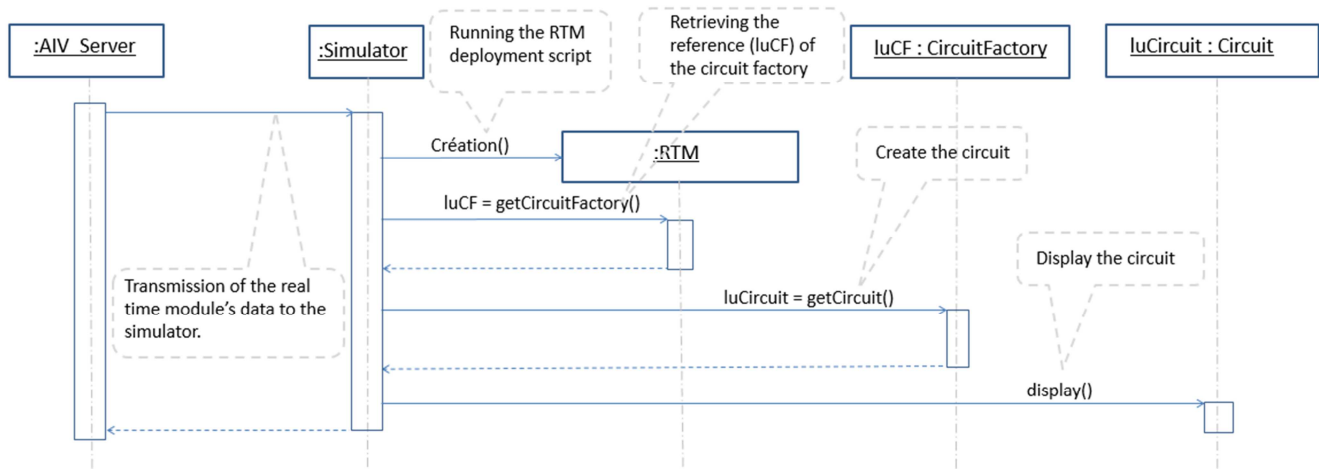 :AIV_Server
:Simulator
Running the RTM
deployment script
Retrieving the
reference (luCF) of
the circuit factory
luCF : CircuitFactory
luCircuit : Circuit
Création()
:RTM
Create the circuit
luCF = getCircuitFactory()
Transmission of the real
time module's data to the
simulator.
luCircuit = getCircuit()
Display the circuit
display()